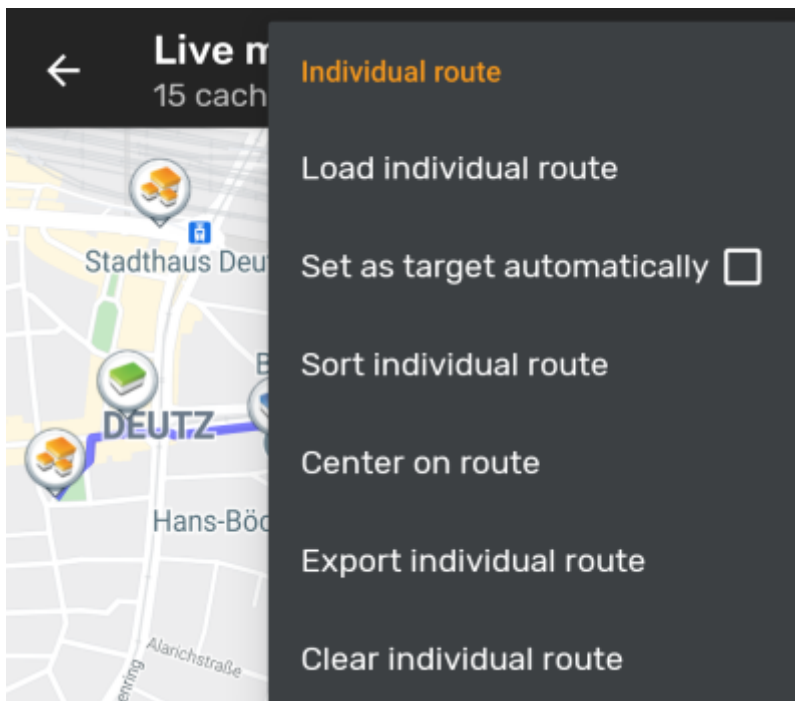 Live m
15 cach
Individual route
Load individual route
Set as target automatically
Sort individual route
Center on route
Export individual route
Clear individual route
Stadthaus Deu
B
DEUTZ
Hans-Böc
Alarichstraße
enring